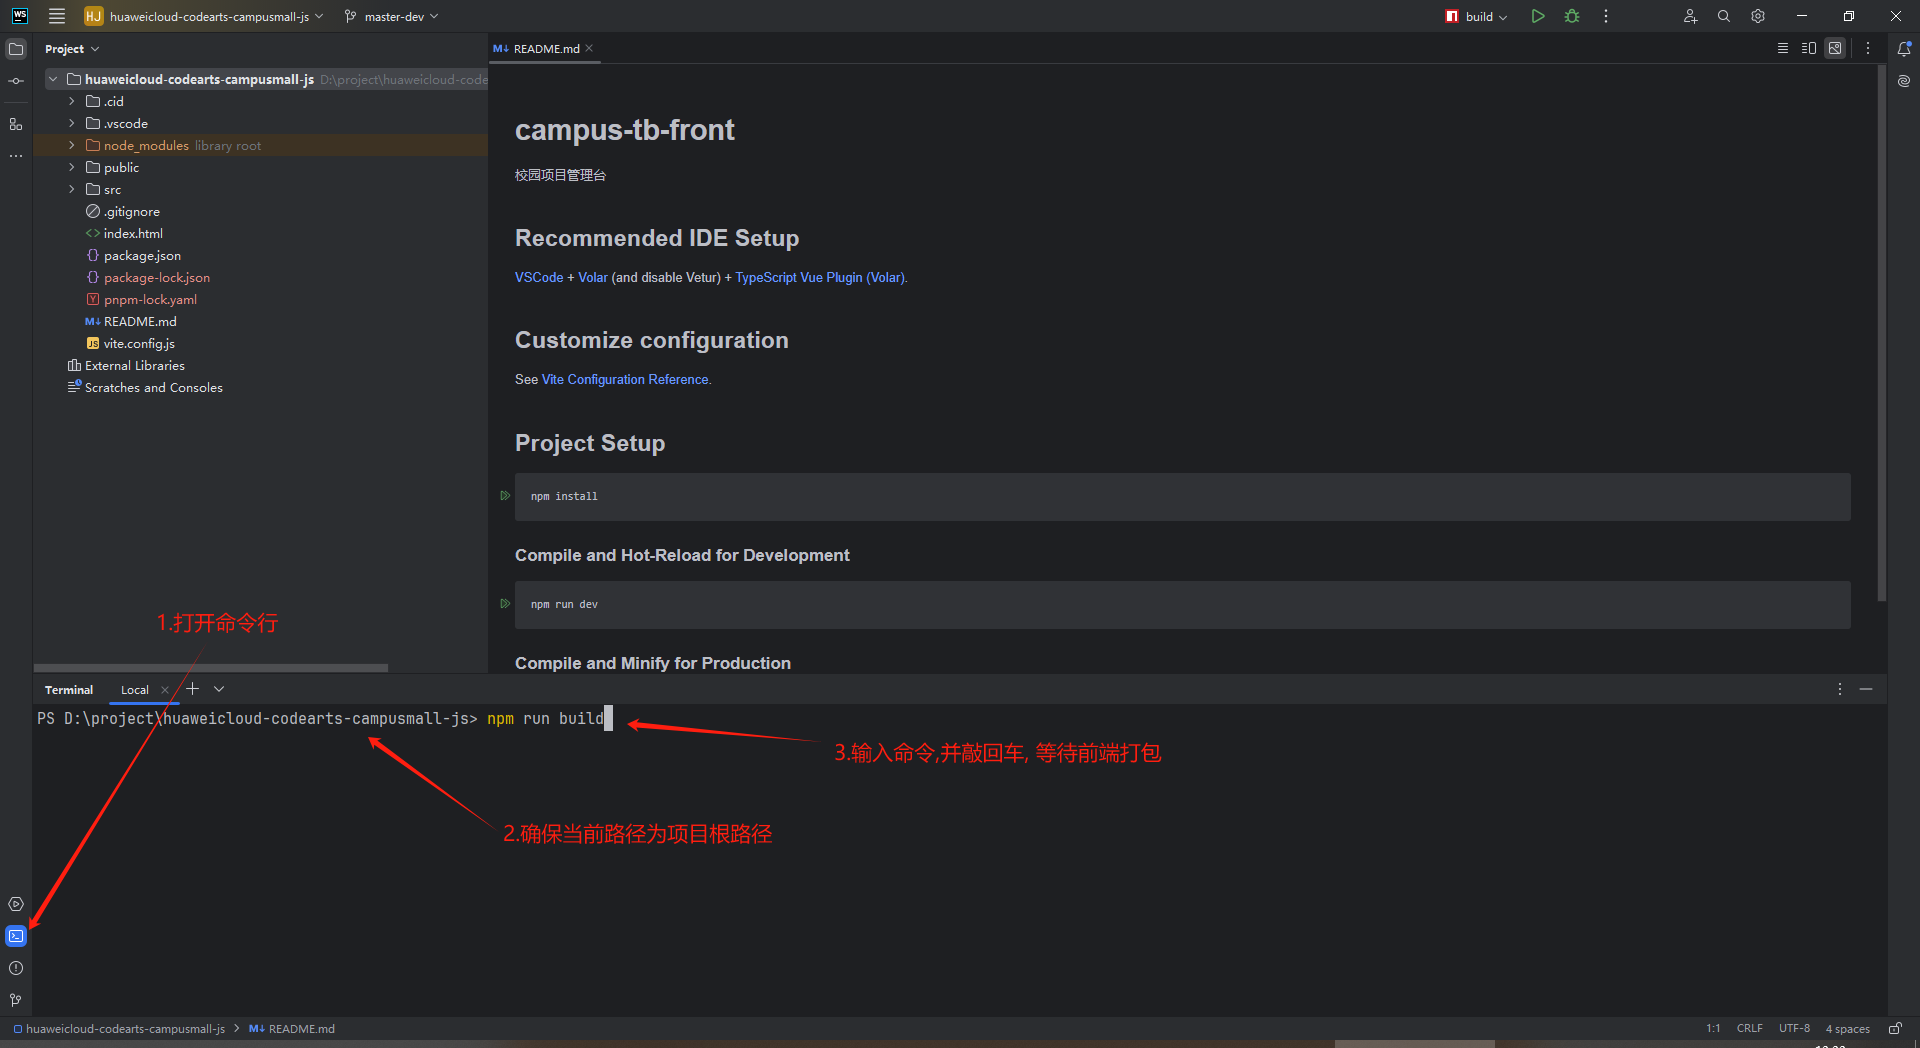 WS
HJ huaweicloud-codearts-campusmall-js
master-dev
build
Project
README.md
huaweicloud-codearts-campusmall-js D:\project\huaweicloud-code
.cid
.vscode
node_modules library root
public
src
.gitignore
index.html
package.json
package-lock.json
pnpm-lock.yaml
README.md
vite.config.js
External Libraries
Scratches and Consoles
campus-tb-front
校园项目管理台
Recommended IDE Setup
VSCode + Volar (and disable Vetur) + TypeScript Vue Plugin (Volar).
Customize configuration
See Vite Configuration Reference.
Project Setup
npm install
Compile and Hot-Reload for Development
npm run dev
Compile and Minify for Production
1.打开命令行
Terminal
Local
PS D:\project\huaweicloud-codearts-campusmall-js> npm run build
3.输入命令,并敲回车, 等待前端打包
2.确保当前路径为项目根路径
huaweicloud-codearts-campusmall-js > M↓ README.md
1:1
CRLF
UTF-8
4 spaces